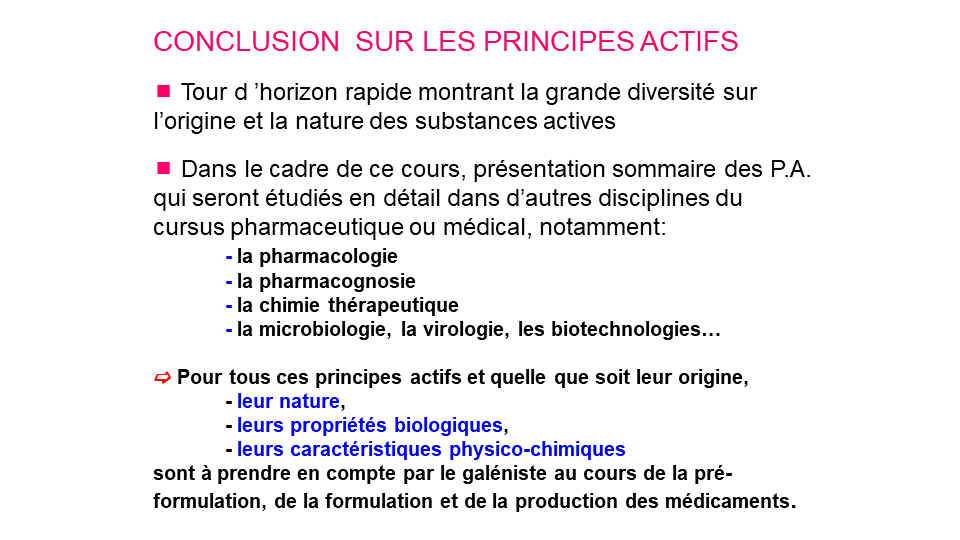 CONCLUSION SUR LES PRINCIPES ACTIFS
■ Tour d ’horizon rapide montrant la grande diversité sur
l’origine et la nature des substances actives
■ Dans le cadre de ce cours, présentation sommaire des P.A.
qui seront étudiés en détail dans d’autres disciplines du
cursus pharmaceutique ou médical, notamment:
- la pharmacologie
- la pharmacognosie
- la chimie thérapeutique
- la microbiologie, la virologie, les biotechnologies…
➩ Pour tous ces principes actifs et quelle que soit leur origine,
- leur nature,
- leurs propriétés biologiques,
- leurs caractéristiques physico-chimiques
sont à prendre en compte par le galéniste au cours de la pré-
formulation, de la formulation et de la production des médicaments.